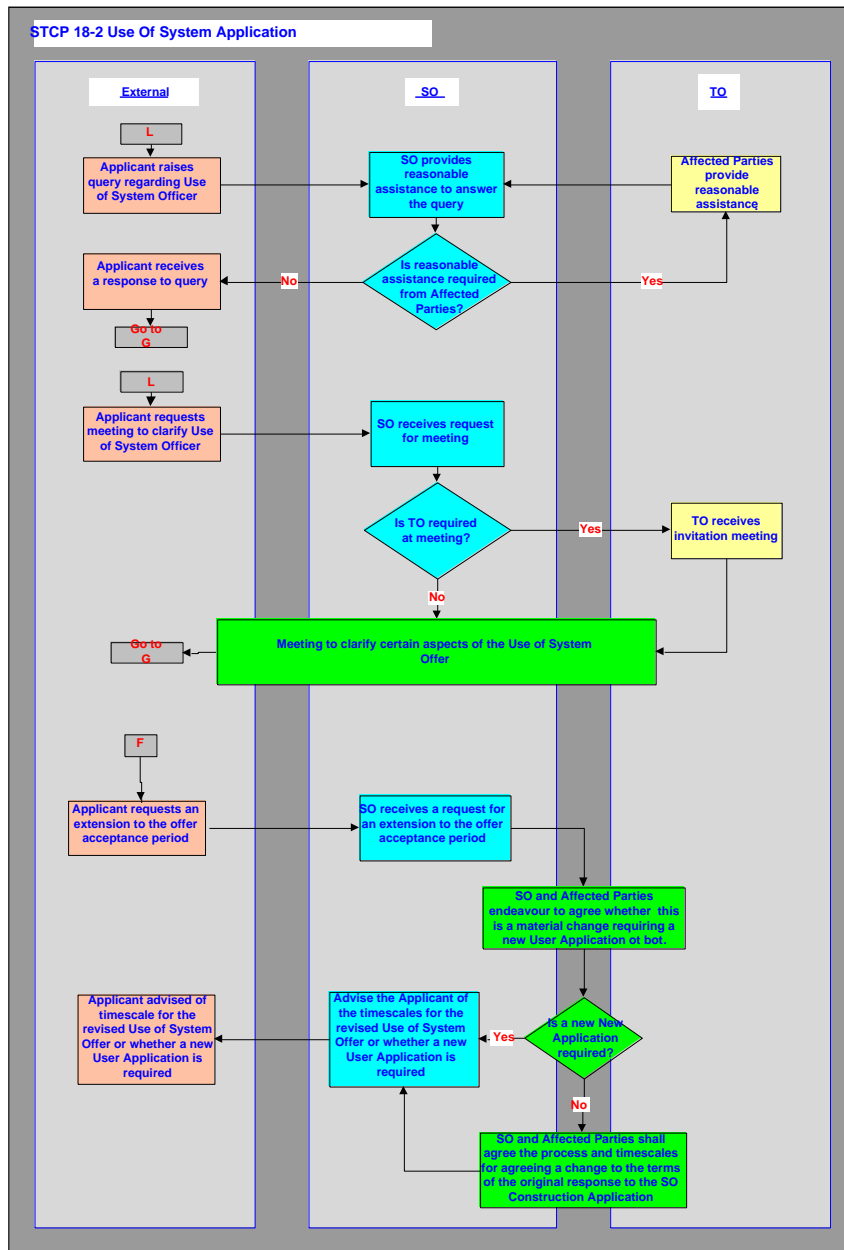 STCP 18-2 Use Of System Application
External
SO
TO
L
Applicant raises
query regarding Use
of System Officer
SO provides
reasonable
assistance to answer
the query
Affected Parties
provide
reasonable
assistance
Applicant receives
a response to query
No
Is reasonable
assistance required
from Affected
Parties?
Yes
Go to
G
L
Applicant requests
meeting to clarify Use
of System Officer
SO receives request
for meeting
Is TO required
at meeting?
Yes
TO receives
invitation meeting
No
Go to
G
Meeting to clarify certain aspects of the Use of System
Offer
F
Applicant requests an
extension to the offer
acceptance period
SO receives a request for
an extension to the offer
acceptance period
SO and Affected Parties
endeavour to agree whether this
is a material change requiring a
new User Application ot bot.
Applicant advised of
timescale for the
revised Use of System
Offer or whether a new
User Application is
required
Advise the Applicant of
the timescales for the
revised Use of System
Offer or whether a new
User Application is
required
Yes
Is a new New
Application
required?
No
SO and Affected Parties shall
agree the process and timescales
for agreeing a change to the terms
of the original response to the SO
Construction Application